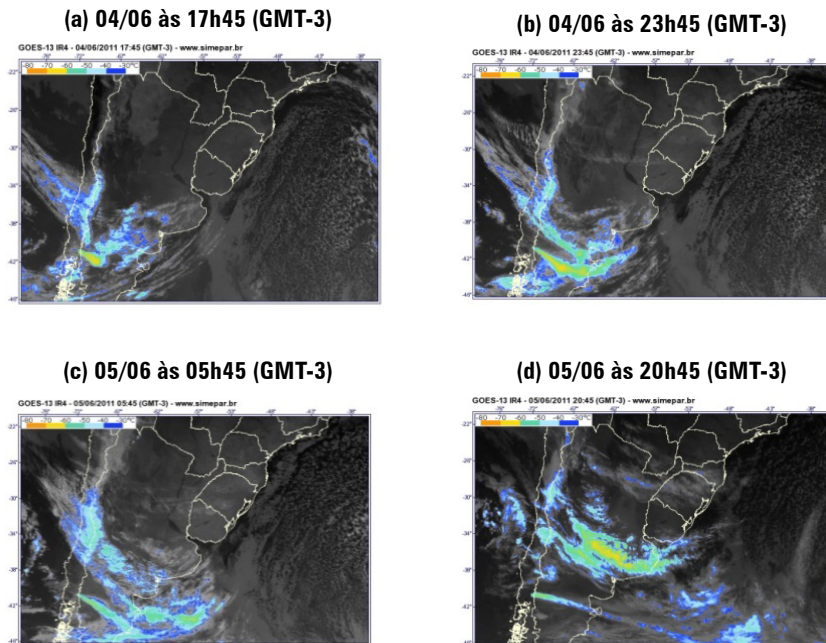 (a) 04/06 às 17h45 (GMT-3)
GOES-13 IR4 - 04/06/2011 17:45 (GMT-3) - www.simepar.br
-80 -70 -60 -50 -40 -30°C
(b) 04/06 às 23h45 (GMT-3)
GOES-13 IR4 - 04/06/2011 23:45 (GMT-3) - www.simepar.br
-80 -70 -60 -50 -40 -30°C
(c) 05/06 às 05h45 (GMT-3)
GOES-13 IR4 - 05/06/2011 05:45 (GMT-3) - www.simepar.br
-80 -70 -60 -50 -40 -30°C
(d) 05/06 às 20h45 (GMT-3)
GOES-13 IR4 - 05/06/2011 20:45 (GMT-3) - www.simepar.br
-80 -70 -60 -50 -40 -30°C